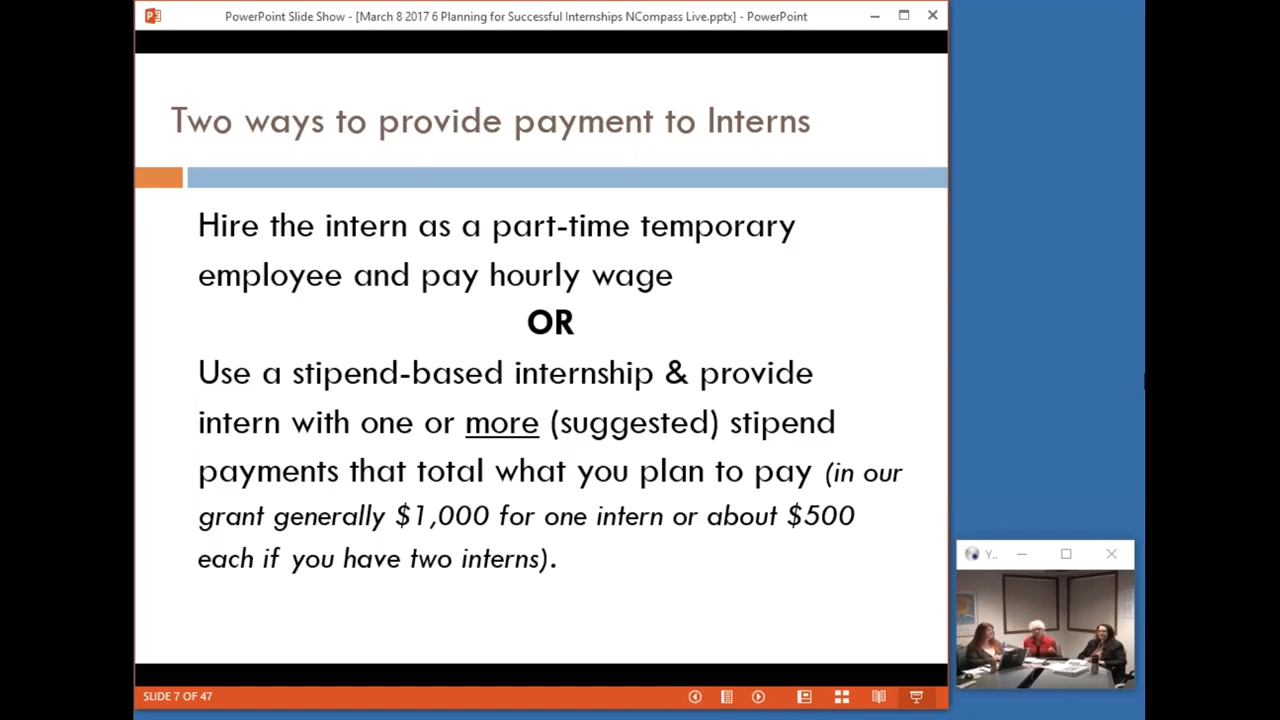 PowerPoint Slide Show - [March 8 2017 6 Planning for Successful Internships NCompass Live.pptx] - PowerPoint
Two ways to provide payment to Interns
Hire the intern as a part-time temporary
employee and pay hourly wage
OR
Use a stipend-based internship & provide
intern with one or more (suggested) stipend
payments that total what you plan to pay (in our
grant generally $1,000 for one intern or about $500
each if you have two interns).
Y..
SLIDE 7 OF 47